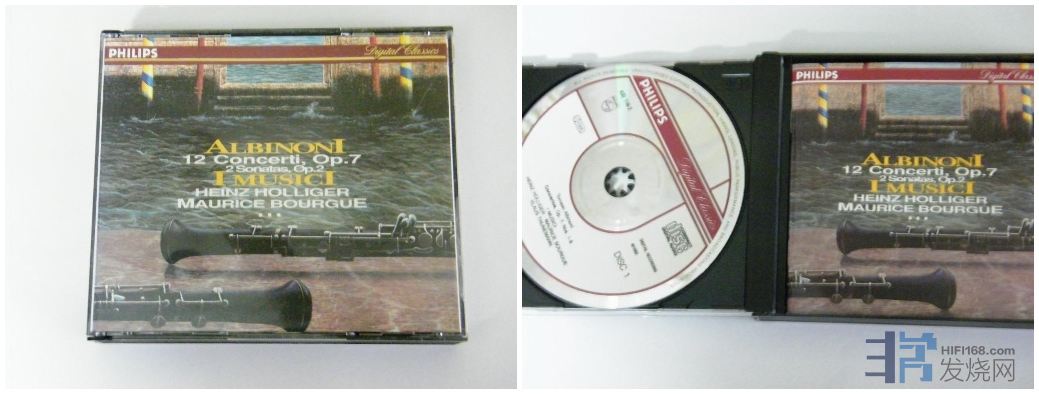 PHILIPS
Digital Classics
ALBINONI
12 Concerti, Op.7
2 Sonatas, Op.2
I MUSICI
HEINZ HOLLIGER
MAURICE BOURGUE
PHILIPS
Digital Classics
DISC 1
PHILIPS
Digital Classics
ALBINONI
12 Concerti, Op.7
2 Sonatas, Op.2
I MUSICI
HEINZ HOLLIGER
MAURICE BOURGUE
HIFI168.com
发烧网